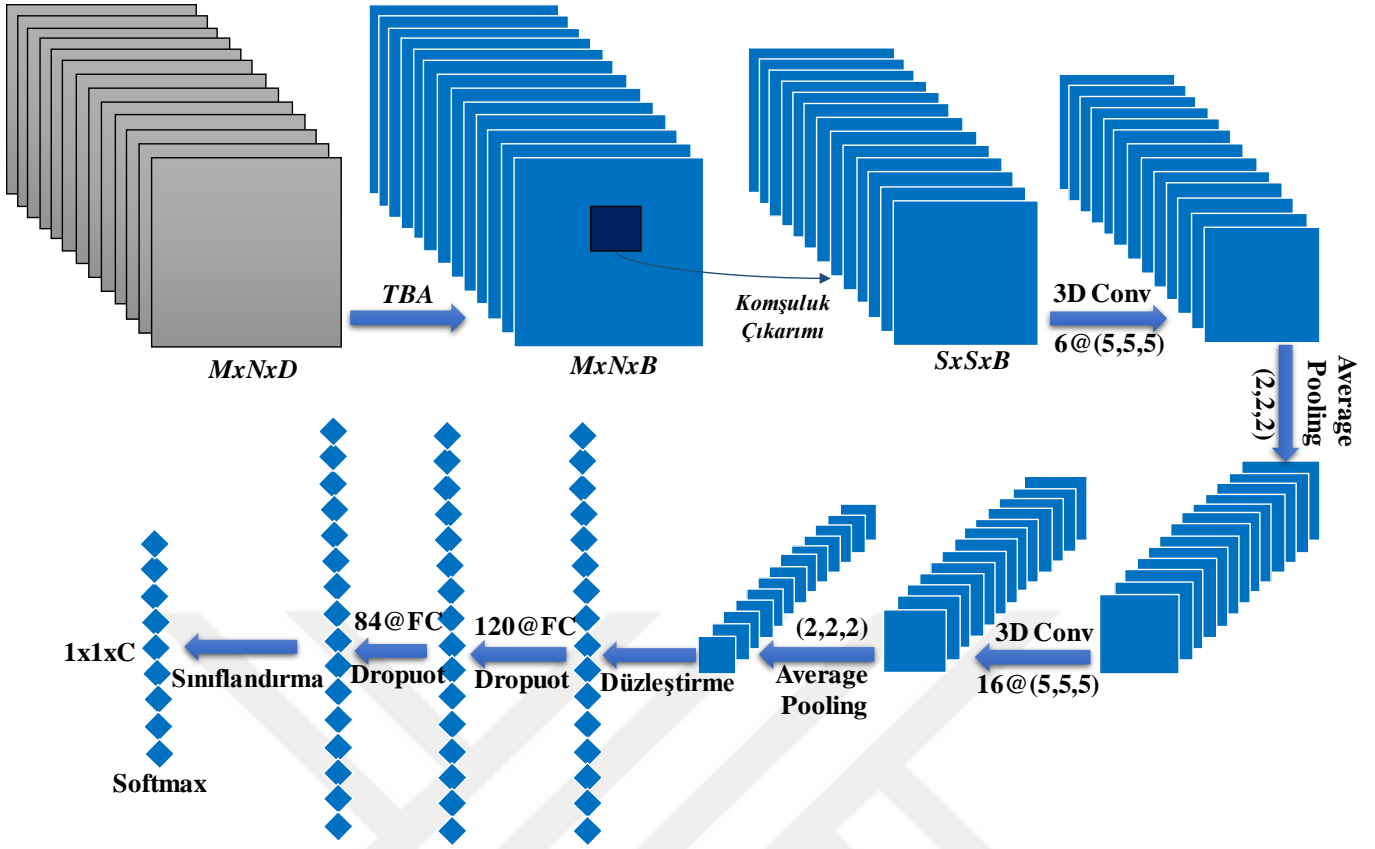 MxNxD
TBA
MxNxB
Komşuluk
Çıkarımı
SxSxB
3D Conv
6@(5,5,5)
Average
Pooling
(2,2,2)
3D Conv
16@(5,5,5)
(2,2,2)
Average
Pooling
Düzleştirme
120@FC
Dropuot
84@FC
Dropuot
Sınıflandırma
1x1xC
Softmax